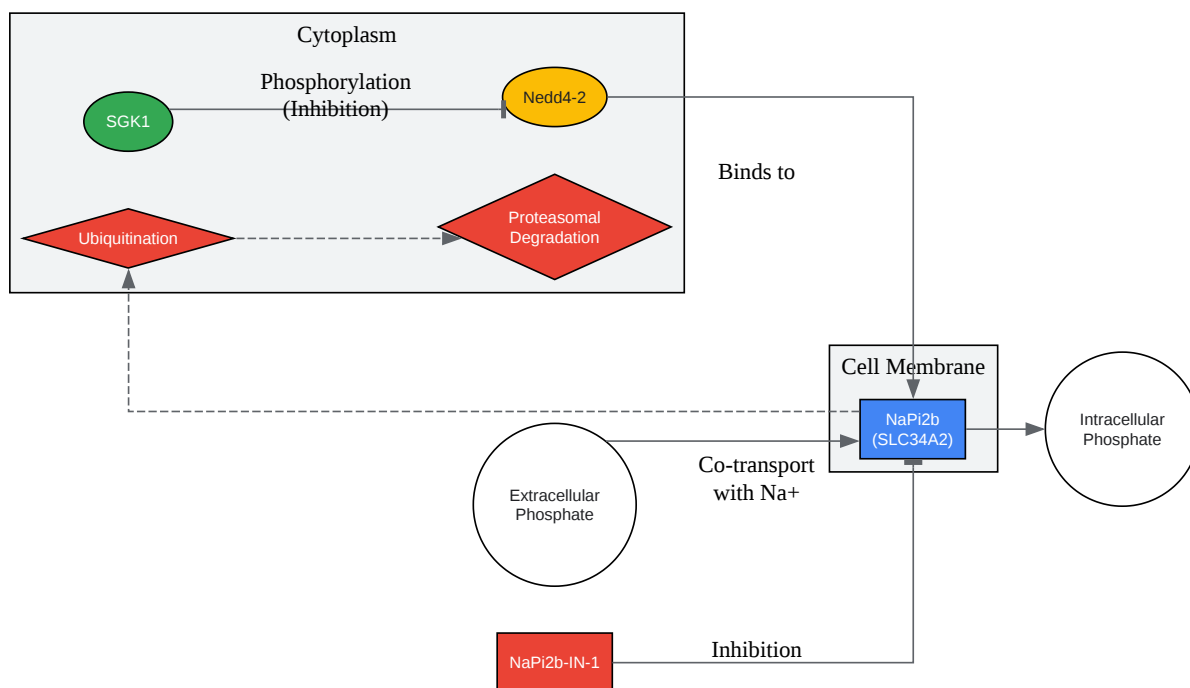 Cytoplasm
Phosphorylation
(Inhibition)
SGK1
Nedd4-2
Binds to
Ubiquitination
Proteasomal
Degradation
Cell Membrane
NaPi2b
(SLC34A2)
Intracellular
Phosphate
Co-transport
with Na+
Extracellular
Phosphate
NaPi2b-IN-1
Inhibition